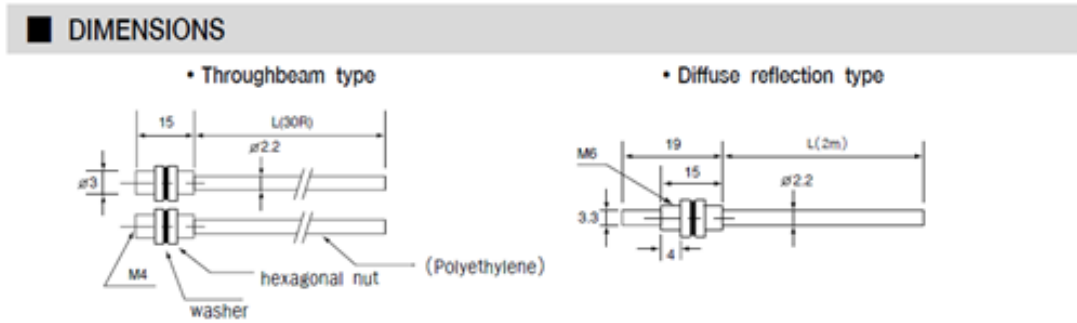 ■ DIMENSIONS
• Throughbeam type
• Diffuse reflection type
15
L(30R)
ø2.2
ø3
M4
hexagonal nut
(Polyethylene)
washer
M6
19
L(2m)
15
ø2.2
3.3
4